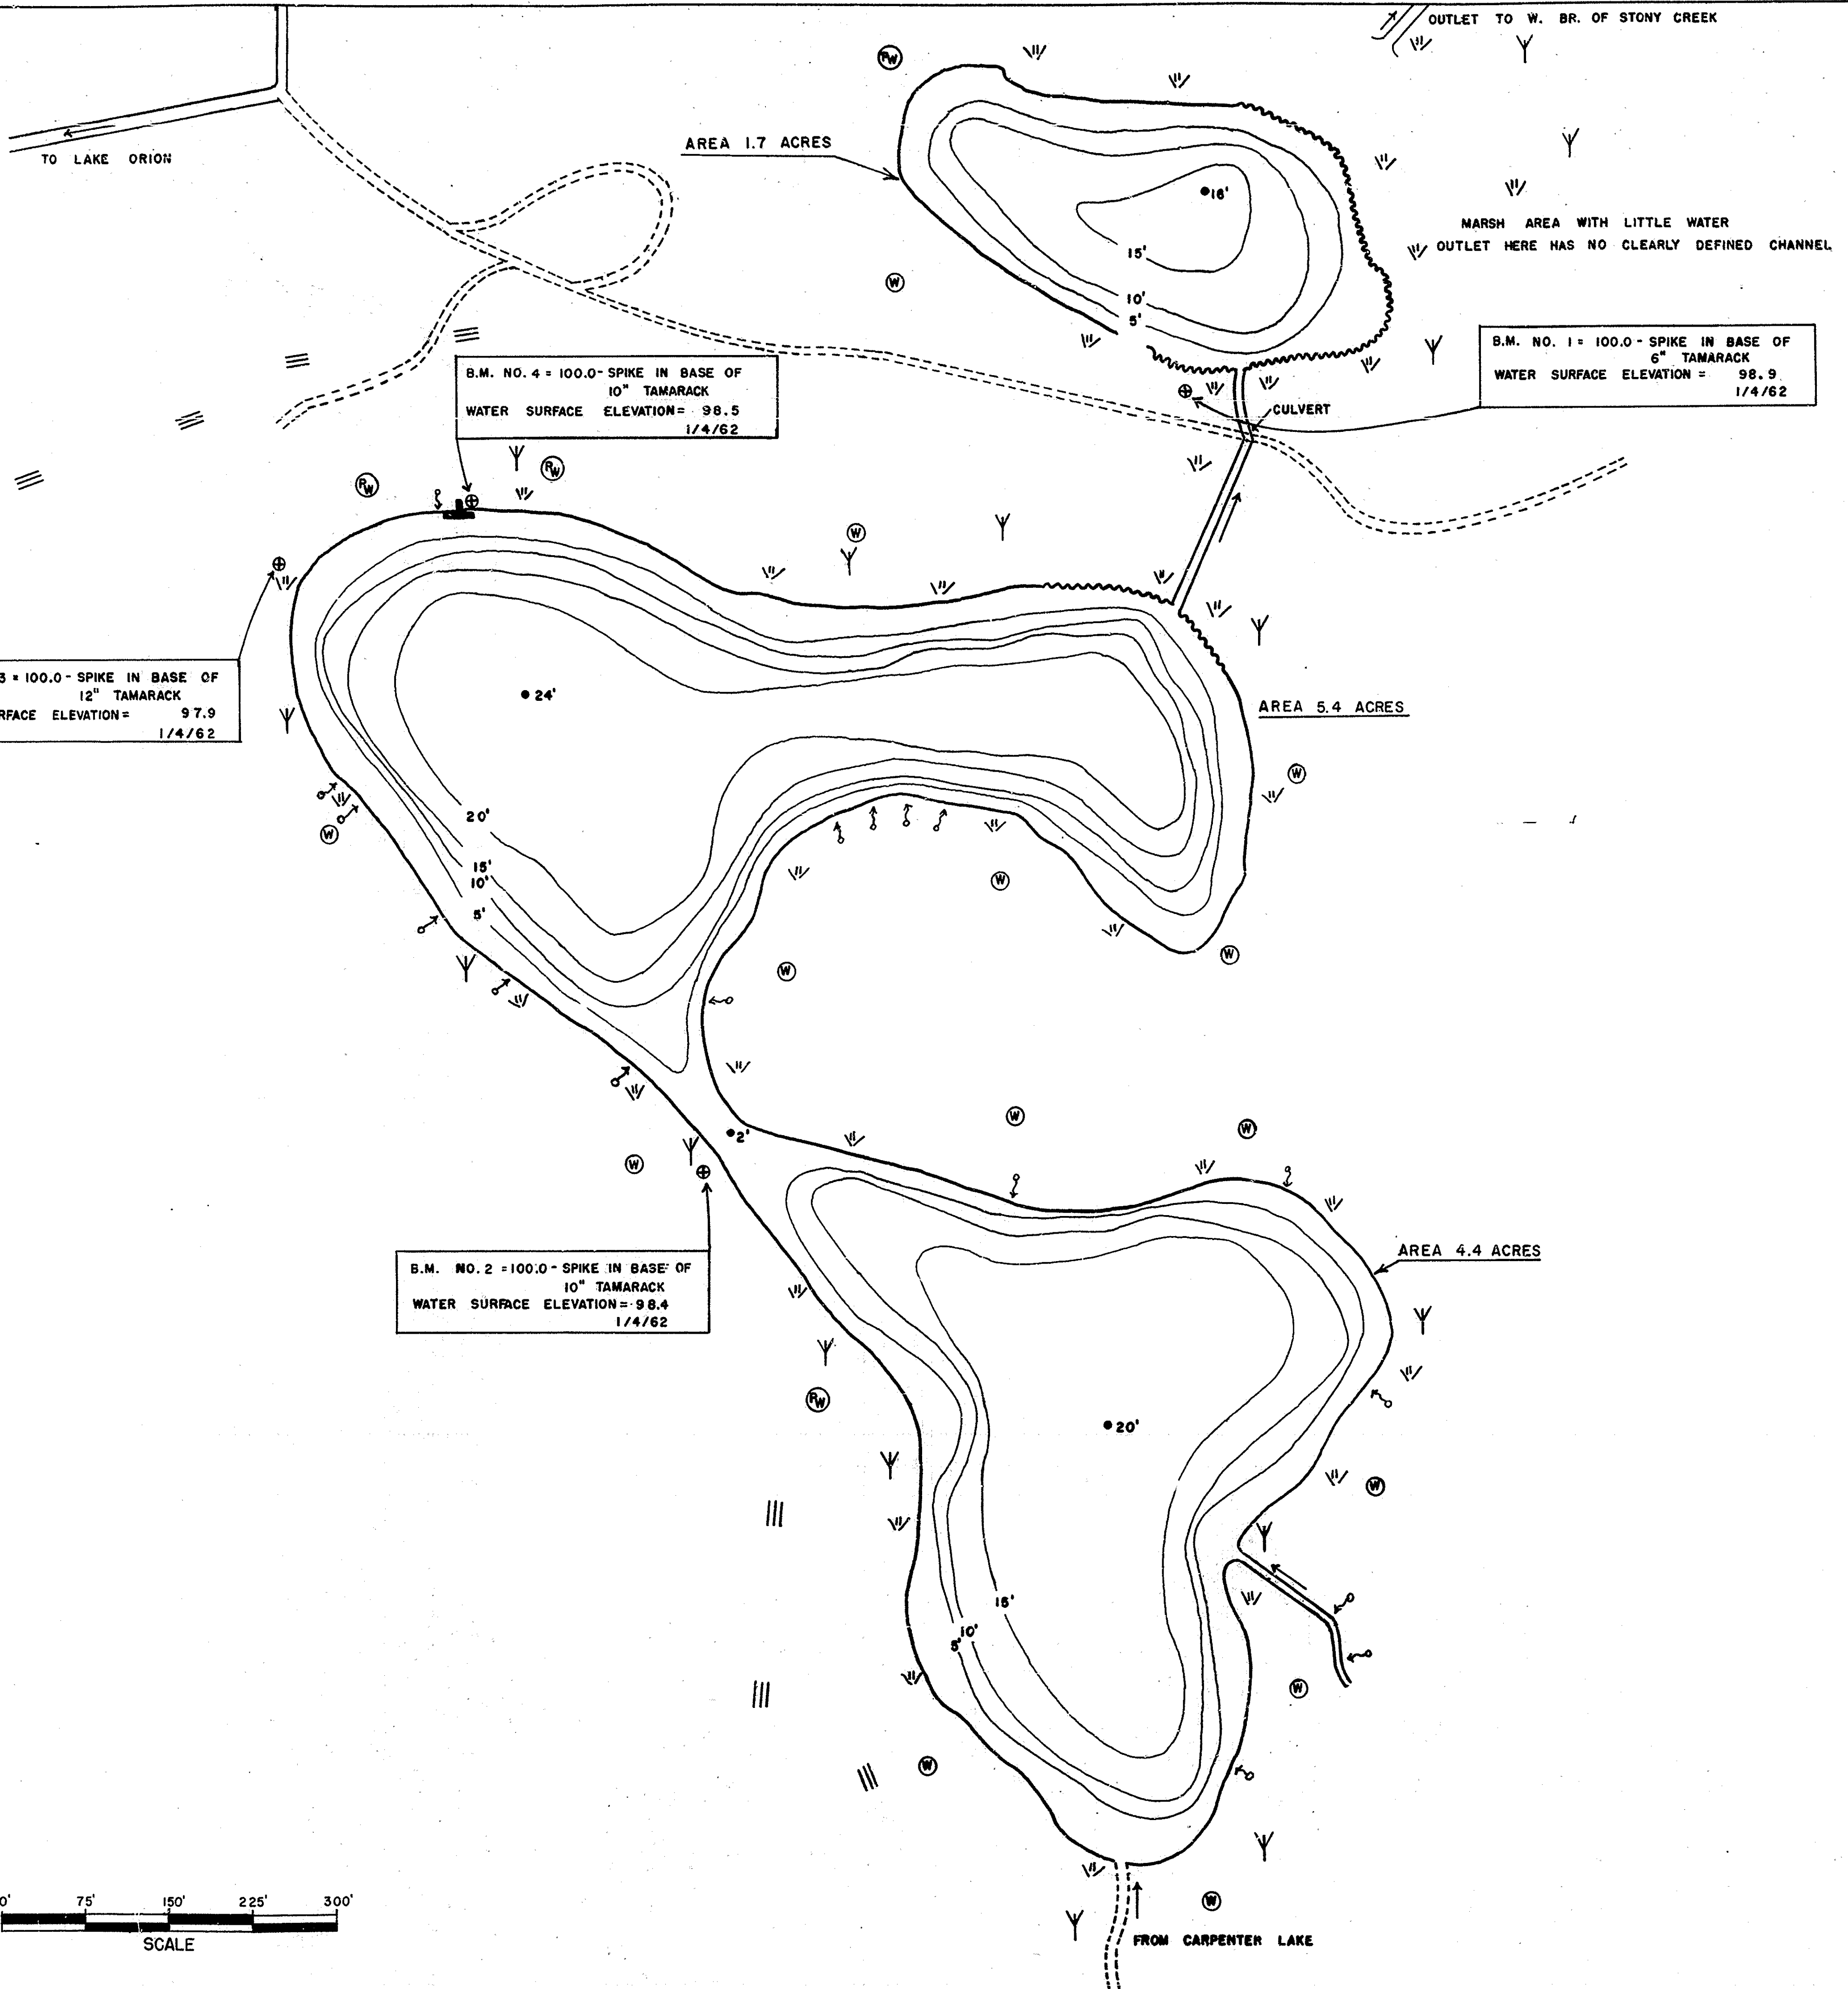 OUTLET TO W. BR. OF STONY CREEK
TO LAKE ORION
AREA 1.7 ACRES
16'
15'
10'
5'
MARSH AREA WITH LITTLE WATER
OUTLET HERE HAS NO CLEARLY DEFINED CHANNEL
B.M. NO. 1 = 100.0 - SPIKE IN BASE OF
6" TAMARACK
WATER SURFACE ELEVATION = 98.9
1/4/62
CULVERT
B.M. NO. 4 = 100.0 - SPIKE IN BASE OF
10" TAMARACK
WATER SURFACE ELEVATION = 98.5
1/4/62
RW
W
RW
RW
W
3 = 100.0 - SPIKE IN BASE OF
12" TAMARACK
RFACE ELEVATION = 97.9
1/4/62
24'
AREA 5.4 ACRES
W
W
20'
15'
10'
5'
W
W
W
W
W
2'
W
B.M. NO. 2 = 100.0 - SPIKE IN BASE OF
10" TAMARACK
WATER SURFACE ELEVATION = 98.4
1/4/62
AREA 4.4 ACRES
RW
20'
W
15'
10'
5'
W
W
W
FROM CARPENTER LAKE
0' 75' 150' 225' 300'
SCALE